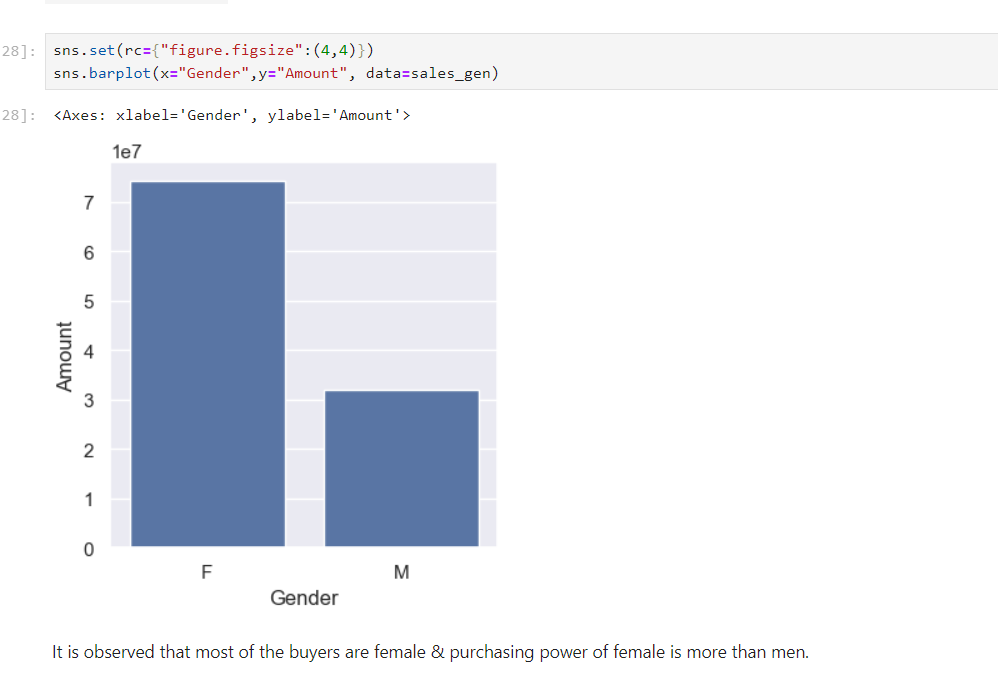 28]:
sns.set(rc={"figure.figsize":(4,4)})
sns.barplot(x="Gender",y="Amount", data=sales_gen)
28]: <Axes: xlabel='Gender', ylabel='Amount'>
1e7
7
6
5
4
3
2
1
0
Amount
F M
Gender
It is observed that most of the buyers are female & purchasing power of female is more than men.